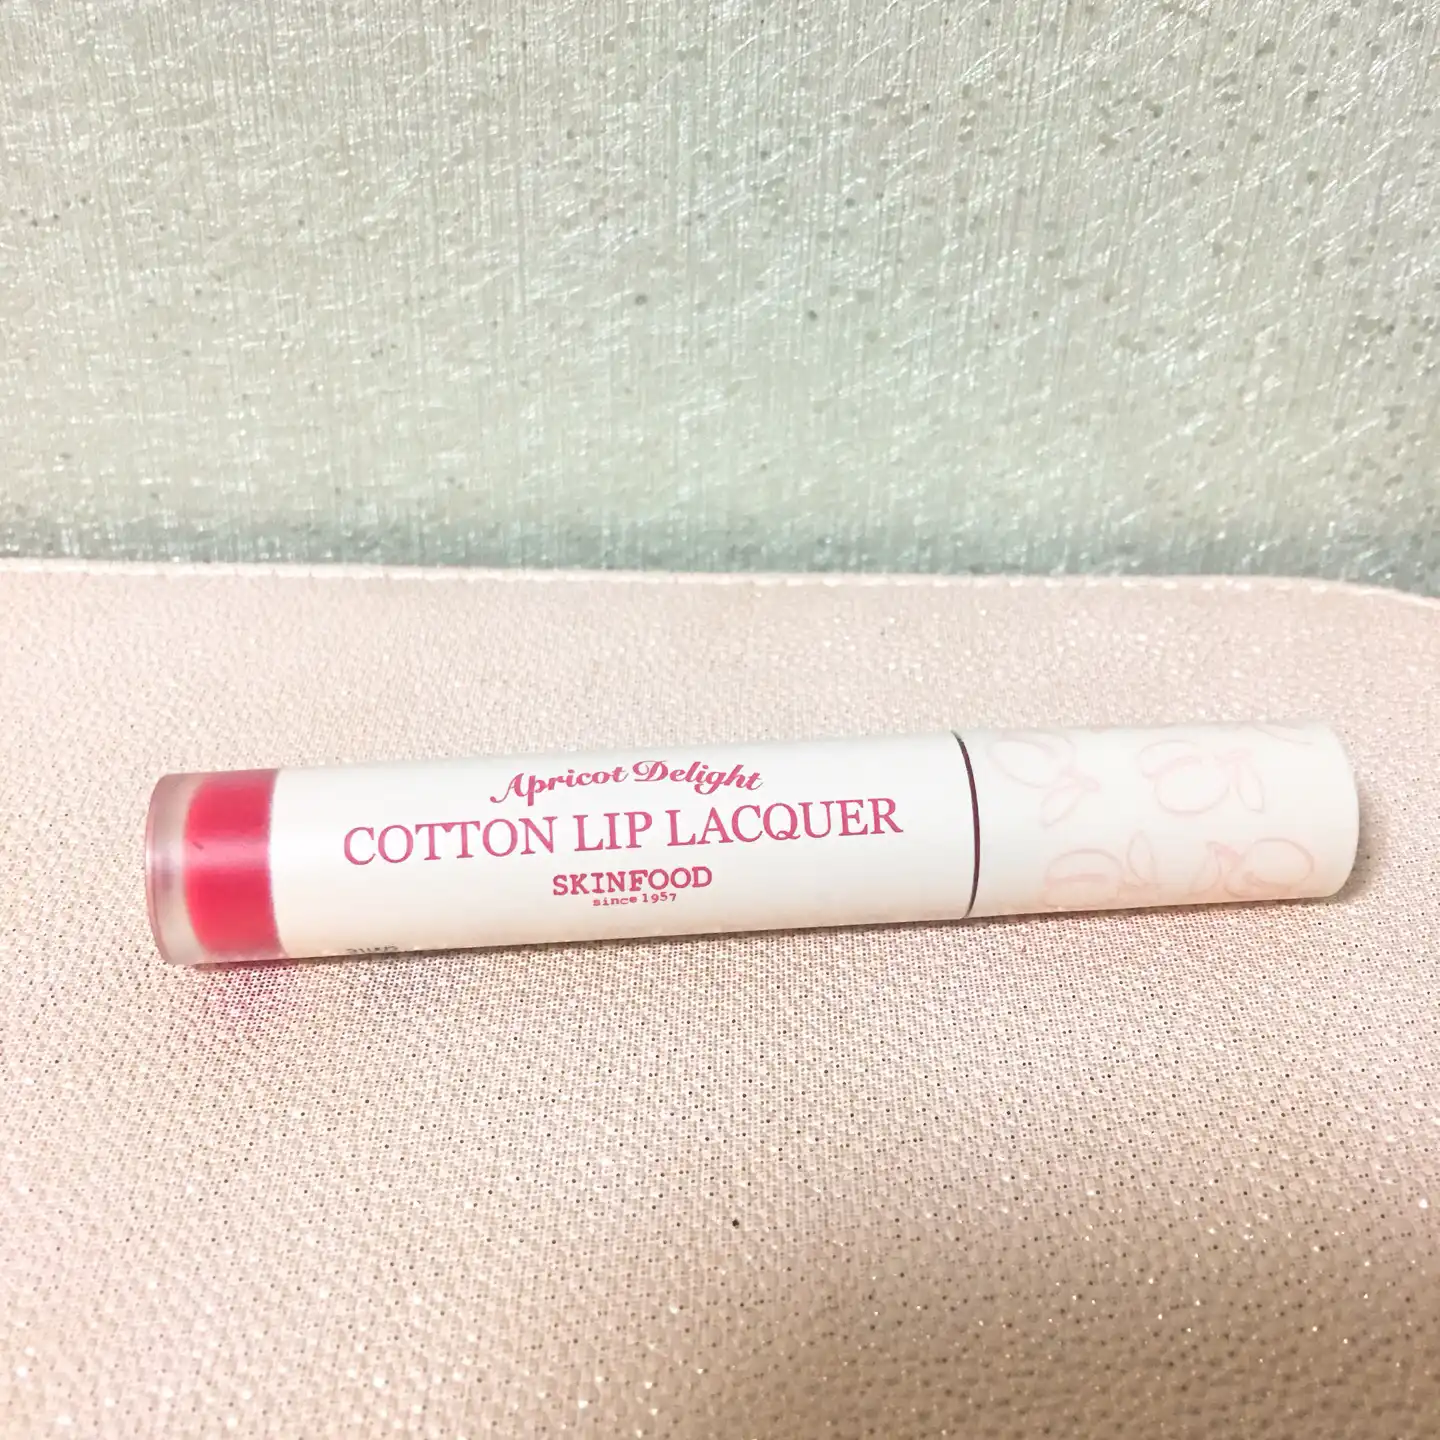 Apricot Delight
COTTON LIP LACQUER
SKINFOOD
since 1957